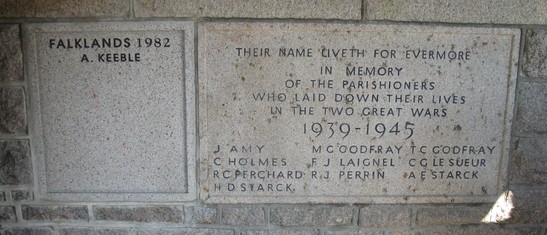 FALKLANDS 1982
A. KEEBLE
THEIR NAME LIVETH FOR EVERMORE
IN MEMORY
OF THE PARISHIONERS
WHO LAID DOWN THEIR LIVES
IN THE TWO GREAT WARS
1939-1945
J AMY M GODFRAY T C GODFRAY
C HOLMES F J LAIGNEL C G LE SUEUR
R C PERCHARD R J PERRIN A E STARCK
H D STARCK